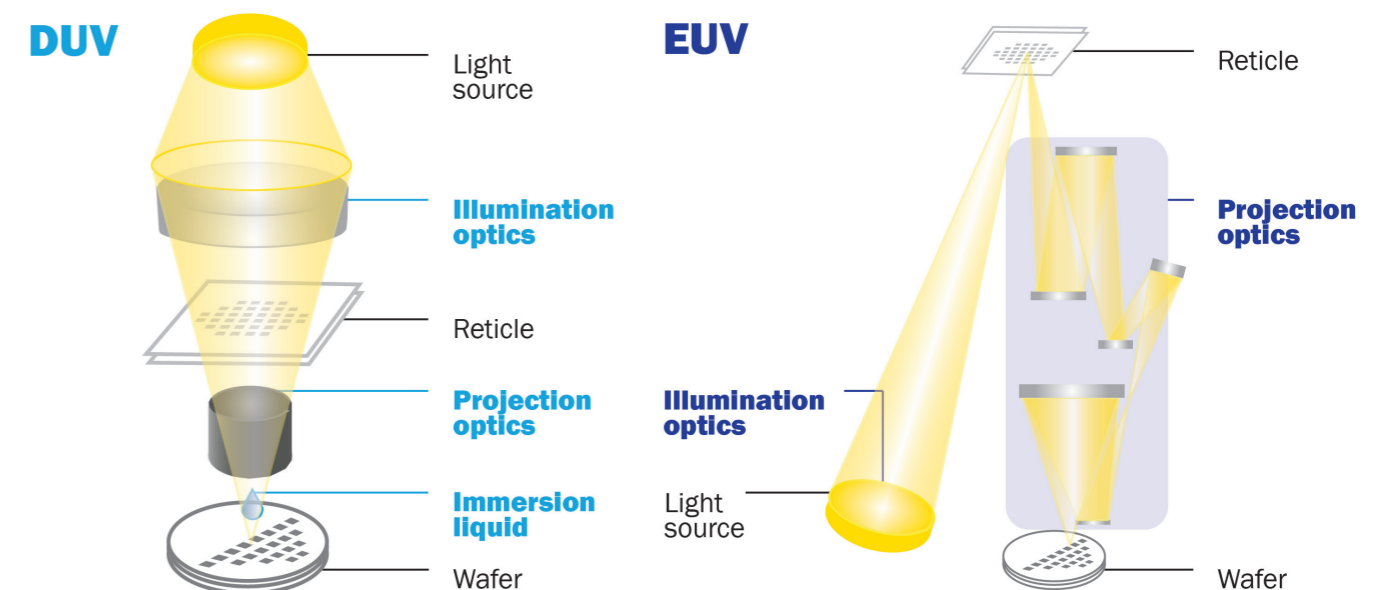 DUV
Light
source
Illumination
optics
Reticle
Projection
optics
Immersion
liquid
Wafer
EUV
Reticle
Projection
optics
Illumination
optics
Light
source
Wafer